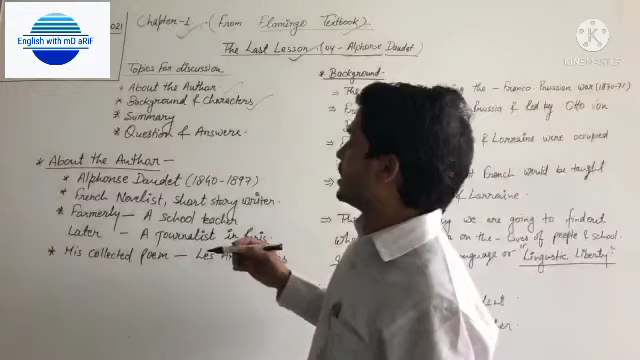 English with mD aRiF
2021
Chapter-1 (From Flamingo Textbook)
The Last Lesson (by - Alphonse Daudet)
KINEMASTER
Topics for discussion
* About the Author
* Background & Characters
* Summary
* Question & Answere.
* About the Author —
* Alphonse Daudet (1840-1897)
* French Novelist, short story writer.
* Formerly - A school teacher
Later - A Journalist in
* His collected poem - Les
* Background
the - Franco-Prussian war (1870-71)
Prussia & led by Otto von
& Lorraine were occupied
French would be taught
& Lorraine.
we are going to find out
on the - Lives of people & school.
language or "Linguistic Liberty".